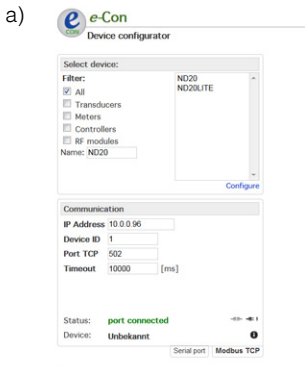 a)
e-Con
CON
Device configurator
Select device:
Filter:
All
Transducers
Meters
Controllers
RF modules
Name: ND20
ND20
ND20LITE
Configure
Communication
IP Address 10.0.0.96
Device ID 1
Port TCP 502
Timeout 10000 [ms]
Status: port connected
Device: Unbekannt
Serial port Modbus TCP